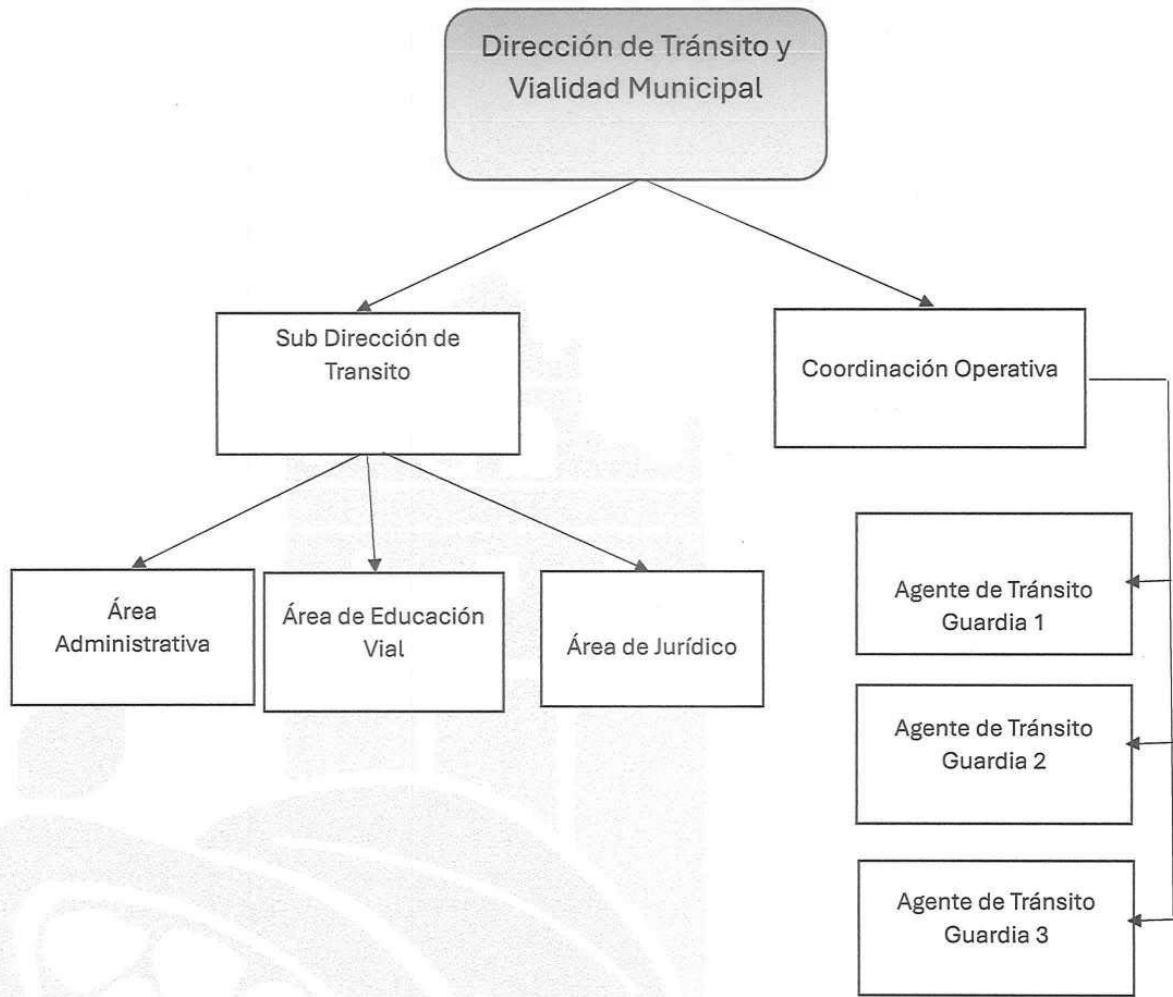 Dirección de Tránsito y
Vialidad Municipal
Sub Dirección de
Transito
Coordinación Operativa
Área
Administrativa
Área de Educación
Vial
Área de Jurídico
Agente de Tránsito
Guardia 1
Agente de Tránsito
Guardia 2
Agente de Tránsito
Guardia 3